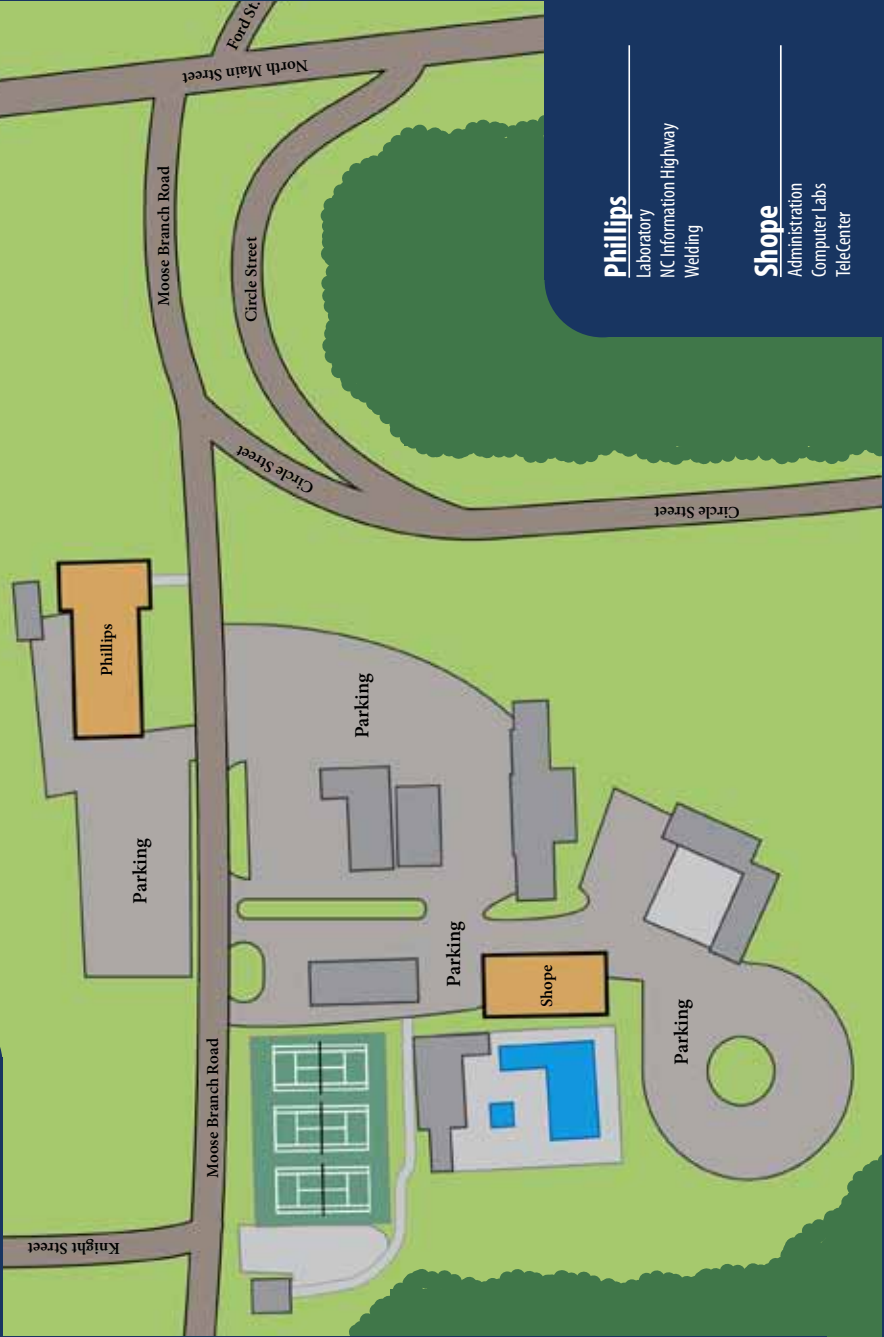 Ford St.
North Main Street
Moose Branch Road
Circle Street
Circle Street
Circle Street
Phillips
Parking
Parking
Parking
Shope
Parking
Moose Branch Road
Knight Street
Phillips
Laboratory
NC Information Highway
Welding
Shope
Administration
Computer Labs
TeleCenter